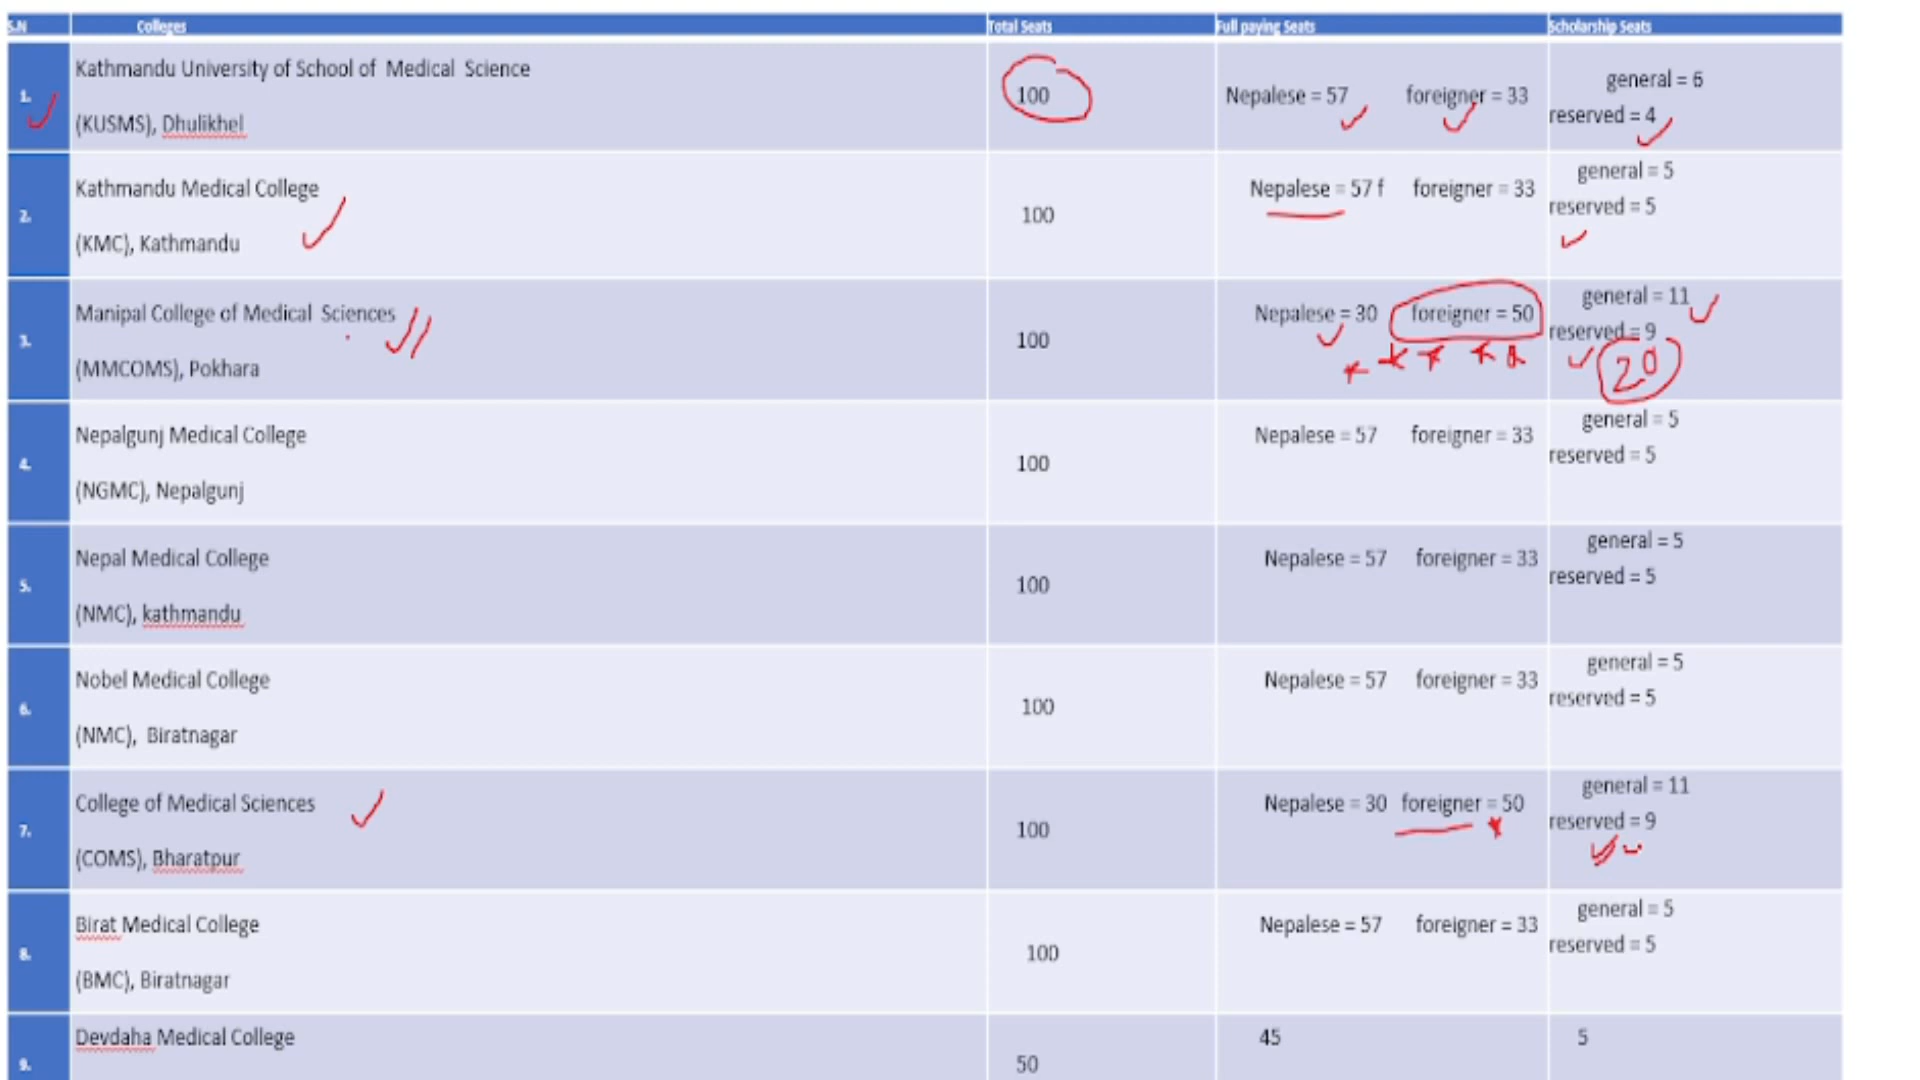 S.N Colleges Total Seats Full paying Seats Scholarship Seats
1. Kathmandu University of School of Medical Science
(KUSMS), Dhulikhel
100
Nepalese = 57 foreigner = 33
general = 6
reserved = 4
2. Kathmandu Medical College
(KMC), Kathmandu
100
Nepalese = 57 f foreigner = 33
general = 5
reserved = 5
3. Manipal College of Medical Sciences
(MMCOMS), Pokhara
100
Nepalese = 30 foreigner = 50
general = 11
reserved = 9
20
4. Nepalgunj Medical College
(NGMC), Nepalgunj
100
Nepalese = 57 foreigner = 33
general = 5
reserved = 5
5. Nepal Medical College
(NMC), kathmandu
100
Nepalese = 57 foreigner = 33
general = 5
reserved = 5
6. Nobel Medical College
(NMC), Biratnagar
100
Nepalese = 57 foreigner = 33
general = 5
reserved = 5
7. College of Medical Sciences
(COMS), Bharatpur
100
Nepalese = 30 foreigner = 50
general = 11
reserved = 9
8. Birat Medical College
(BMC), Biratnagar
100
Nepalese = 57 foreigner = 33
general = 5
reserved = 5
9. Devdaha Medical College
50
45
5